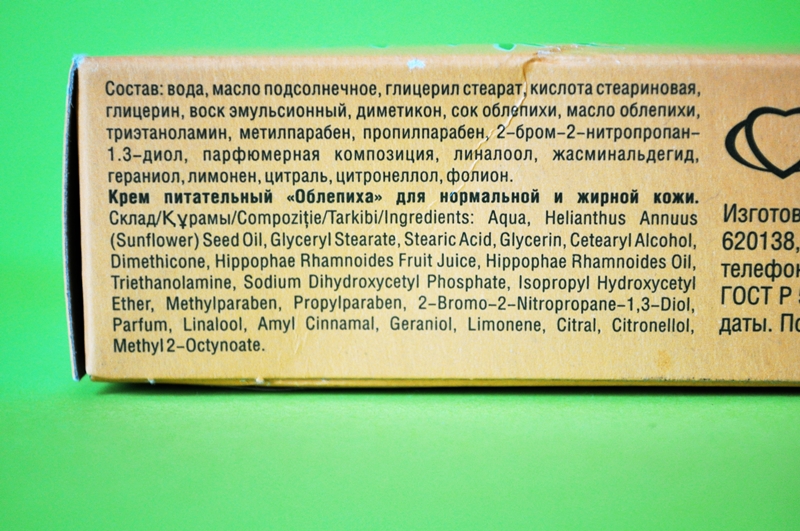 Состав: вода, масло подсолнечное, глицерил стеарат, кислота стеариновая,
глицерин, воск эмульсионный, диметикон, сок облепихи, масло облепихи,
триэтаноламин, метилпарабен, пропилпарабен, 2-бром-2-нитропропан-
1.3-диол, парфюмерная композиция, линалоол, жасминальдегид,
гераниол, лимонен, цитраль, цитронеллол, фолион.
Крем питательный «Облепиха» для нормальной и жирной кожи.
Склад/Құрамы/Compoziţie/Tarkibi/Ingredients: Aqua, Helianthus Annuus
(Sunflower) Seed Oil, Glyceryl Stearate, Stearic Acid, Glycerin, Cetearyl Alcohol,
Dimethicone, Hippophae Rhamnoides Fruit Juice, Hippophae Rhamnoides Oil,
Triethanolamine, Sodium Dihydroxycetyl Phosphate, Isopropyl Hydroxycetyl
Ether, Methylparaben, Propylparaben, 2-Bromo-2-Nitropropane-1,3-Diol,
Parfum, Linalool, Amyl Cinnamal, Geraniol, Limonene, Citral, Citronellol,
Methyl 2-Octynoate.
Изготов
620138,
телефон
ГОСТ Р
даты. По